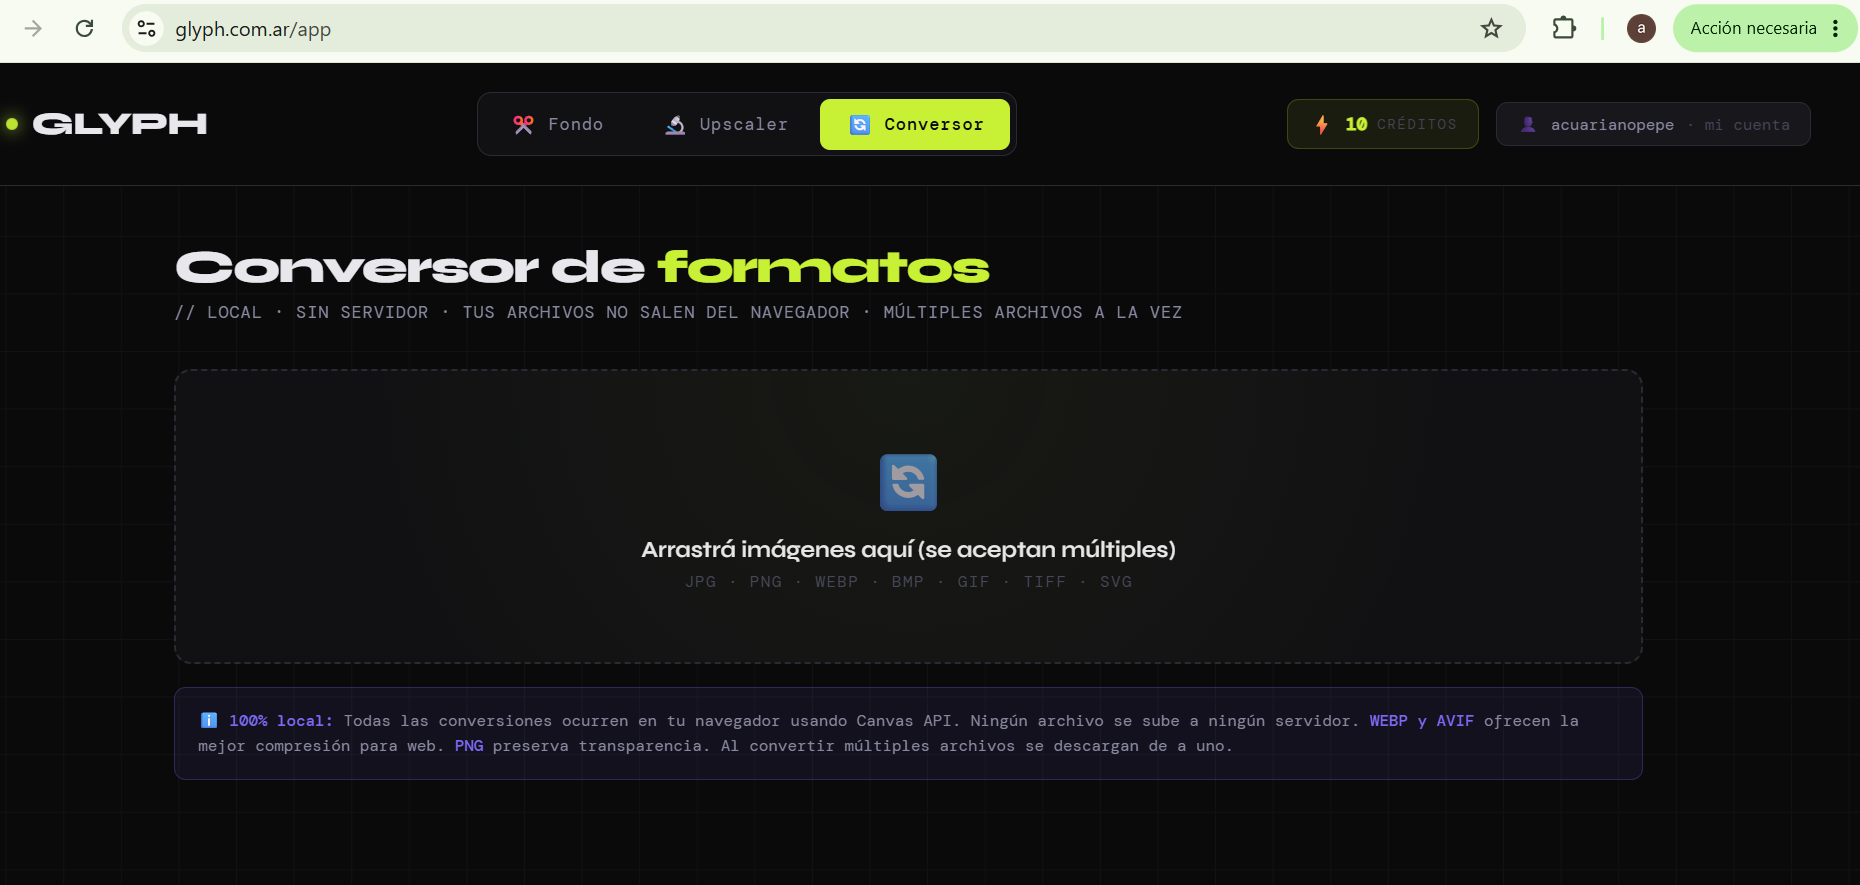 glyph.com.ar/app
a
Acción necesaria
GLYPH
Fondo
Upscaler
Conversor
10 CRÉDITOS
acuarianopepe · mi cuenta
Conversor de formatos
// LOCAL · SIN SERVIDOR · TUS ARCHIVOS NO SALEN DEL NAVEGADOR · MÚLTIPLES ARCHIVOS A LA VEZ
Arrastrá imágenes aquí (se aceptan múltiples)
JPG · PNG · WEBP · BMP · GIF · TIFF · SVG
100% local: Todas las conversiones ocurren en tu navegador usando Canvas API. Ningún archivo se sube a ningún servidor. WEBP y AVIF ofrecen la
mejor compresión para web. PNG preserva transparencia. Al convertir múltiples archivos se descargan de a uno.